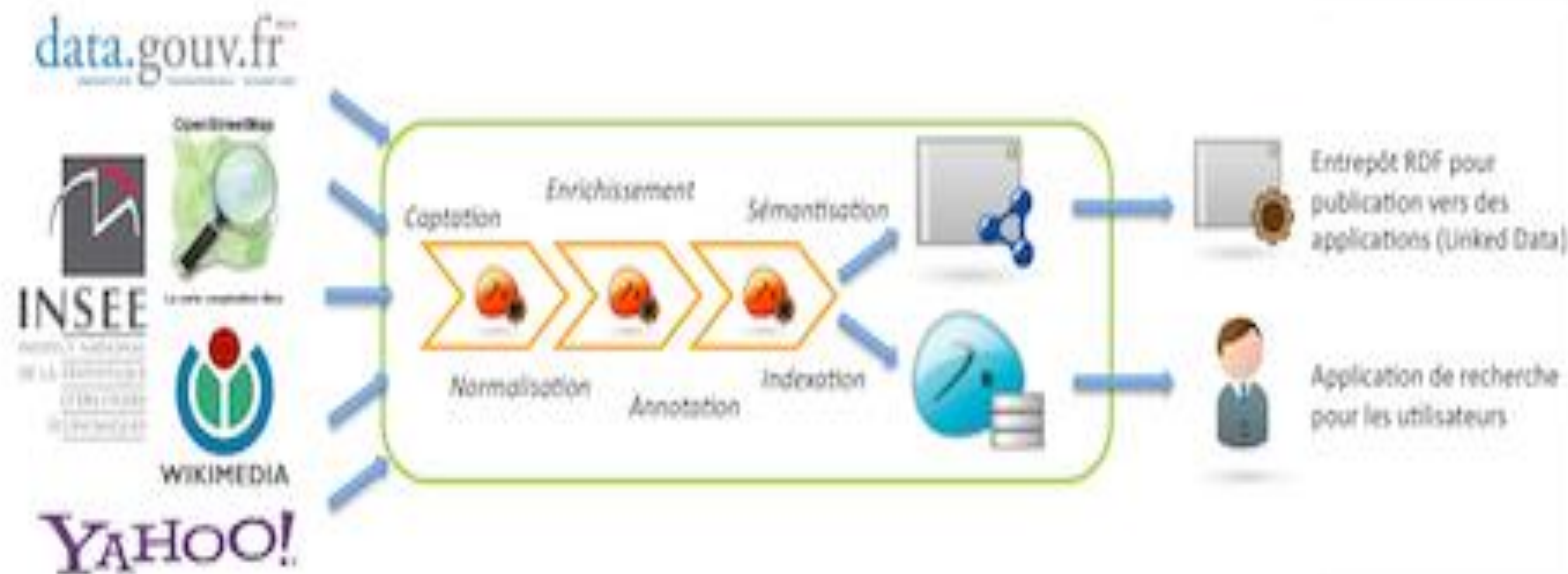 data.gouv.fr
OpenStreetMap
INSEE
WIKIMEDIA
YAHOO!
Captation
Enrichissement
Sémantisation
Normalisation
Annotation
Indexation
Entrepôt RDF pour
publication vers des
applications (Linked Data)
Application de recherche
pour les utilisateurs